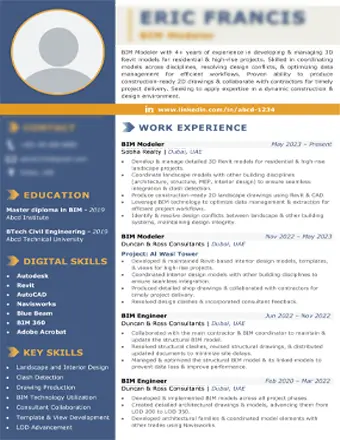 ERIC FRANCIS
BIM Modeler
BIM Modeler with 4+ years of experience in developing & managing 3D
Revit models for residential & high-rise projects. Skilled in coordinating
models across disciplines, resolving design conflicts, & optimizing data
management for efficient workflows. Proven ability to produce
construction-ready 2D drawings & collaborate with contractors for timely
project delivery. Seeking to apply expertise in a dynamic construction &
design environment.
in www.linkedin.com/in/abcd-1234
CONTACT
EDUCATION
Master diploma in BIM - 2019
Abcd Institute
BTech Civil Engineering - 2018
Abcd Technical University
DIGITAL SKILLS
• Autodesk
• Revit
• AutoCAD
• Navisworks
• Blue Beam
• BIM 360
• Adobe Acrobat
KEY SKILLS
• Landscape and Interior Design
• Clash Detection
• Drawing Production
• BIM Technology Utilization
• Consultant Collaboration
• Template & View Development
• LOD Advancement
WORK EXPERIENCE
BIM Modeler May 2023 – Present
Sobha Realty | Dubai, UAE
• Develop & manage detailed 3D Revit models for residential & high-rise
landscape projects.
• Coordinate landscape models with other building disciplines
(architecture, structure, MEP, interior design) to ensure seamless
integration & clash detection.
• Produce construction-ready 2D landscape drawings using Revit & CAD.
• Leverage BIM technology to optimize data management & extraction for
efficient project workflows.
• Identify & resolve design conflicts between landscape & other building
systems, maintaining design integrity.
BIM Modeler Nov 2022 – May 2023
Duncan & Ross Consultants | Dubai, UAE
Project: Al Wasl Tower
• Developed & maintained Revit-based interior design models, templates,
& views for high-rise projects.
• Coordinated interior design models with other building disciplines to
ensure seamless integration.
• Produced detailed shop drawings & collaborated with contractors for
timely project delivery.
• Resolved design clashes & incorporated consultant feedback.
BIM Engineer Jun 2022 – Nov 2022
Duncan & Ross Consultants | Dubai, UAE
• Collaborated with the main contractor & BIM coordinator to maintain &
update the structural BIM model.
• Resolved structural clashes, revised structural drawings, & distributed
updated documents to minimize site delays.
• Managed & optimized the structural BIM model & its linked models to
prevent data loss & improve performance.
BIM Engineer Feb 2020 – Mar 2022
Duncan & Ross Consultants | Dubai, UAE
• Developed & implemented BIM models across all project phases.
• Created detailed architectural drawings & models, advancing them from
LOD 200 to LOD 350.
• Developed architectural families & coordinated model elements with
other trades using Navisworks.